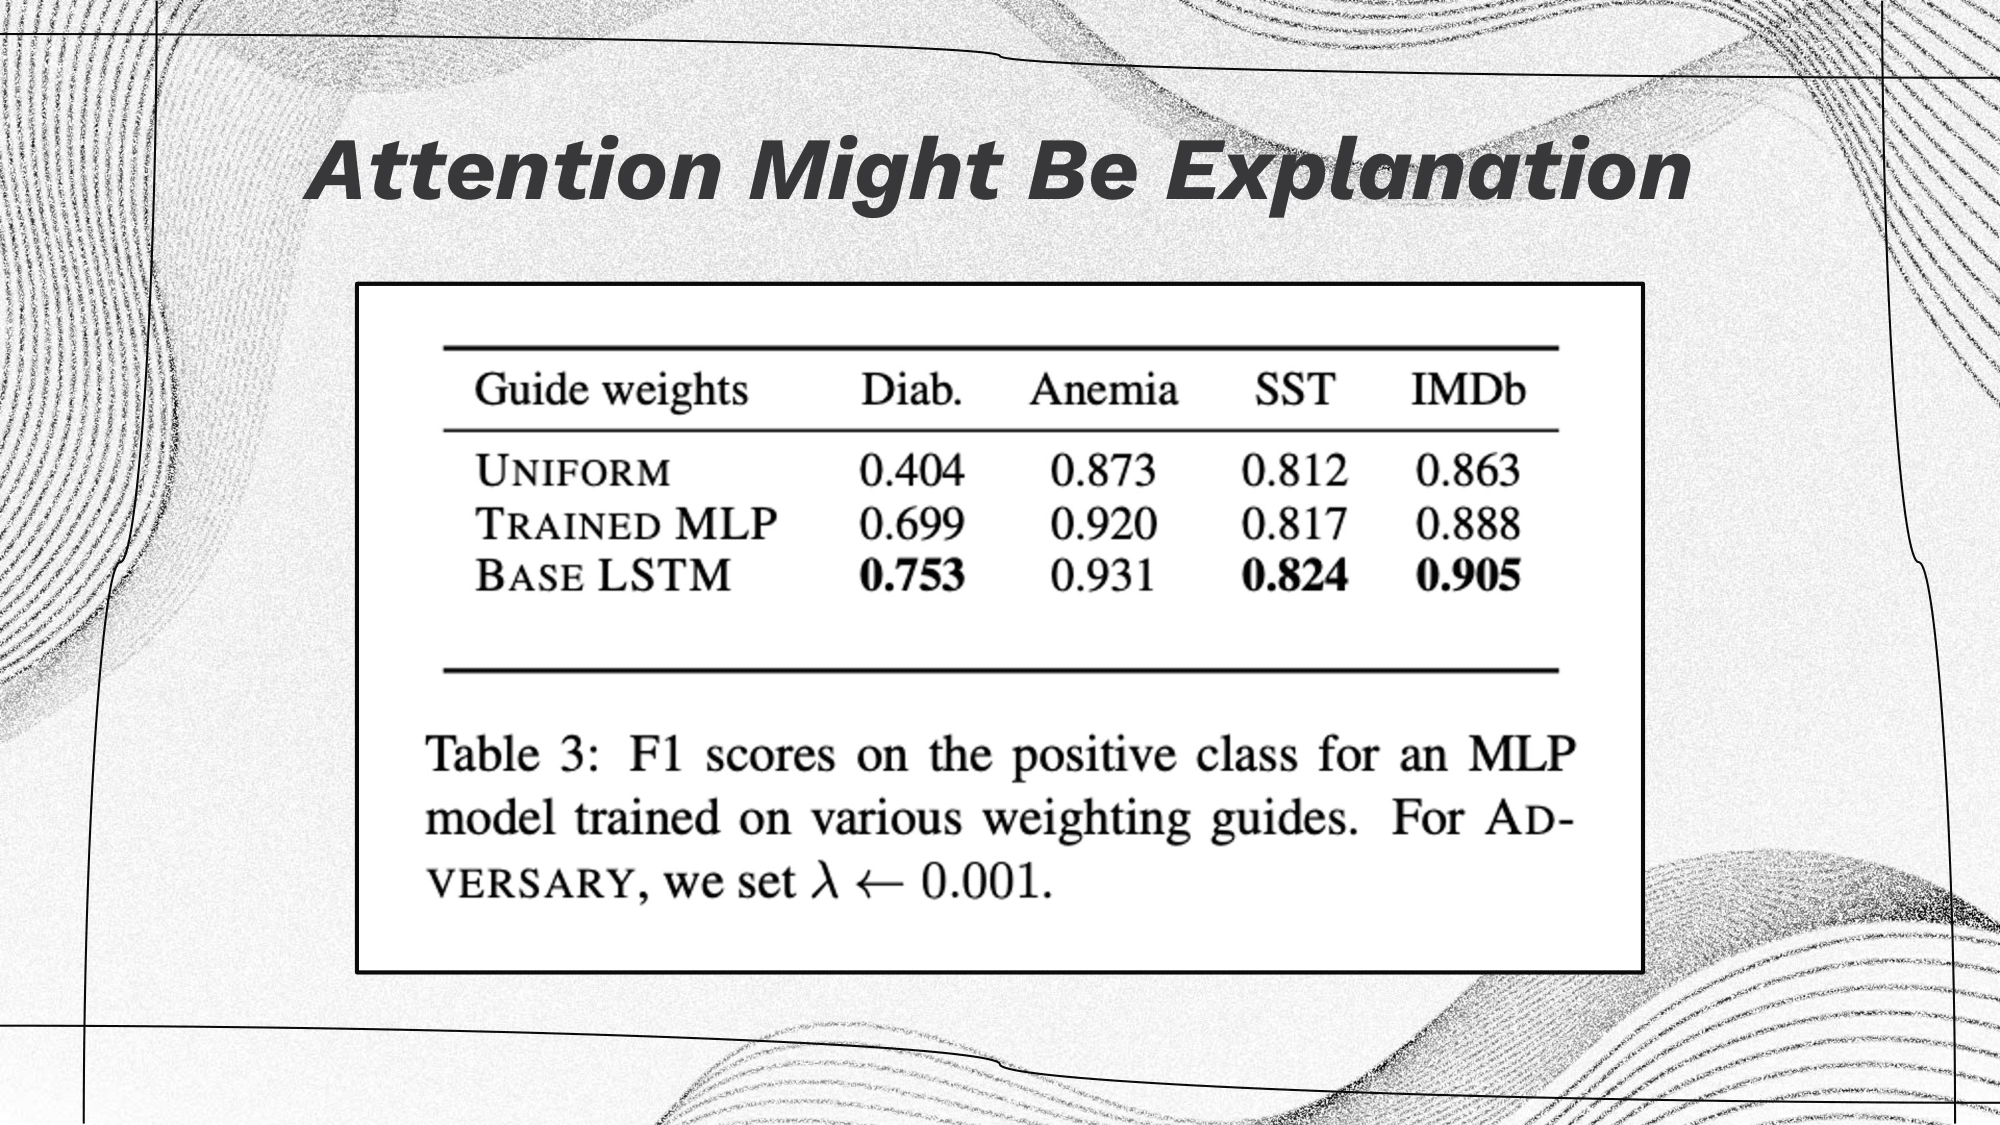 Attention Might Be Explanation
Guide weights Diab. Anemia SST IMDb
UNIFORM 0.404 0.873 0.812 0.863
TRAINED MLP 0.699 0.920 0.817 0.888
BASE LSTM 0.753 0.931 0.824 0.905
Table 3: F1 scores on the positive class for an MLP
model trained on various weighting guides. For AD-
VERSARY, we set λ ← 0.001.